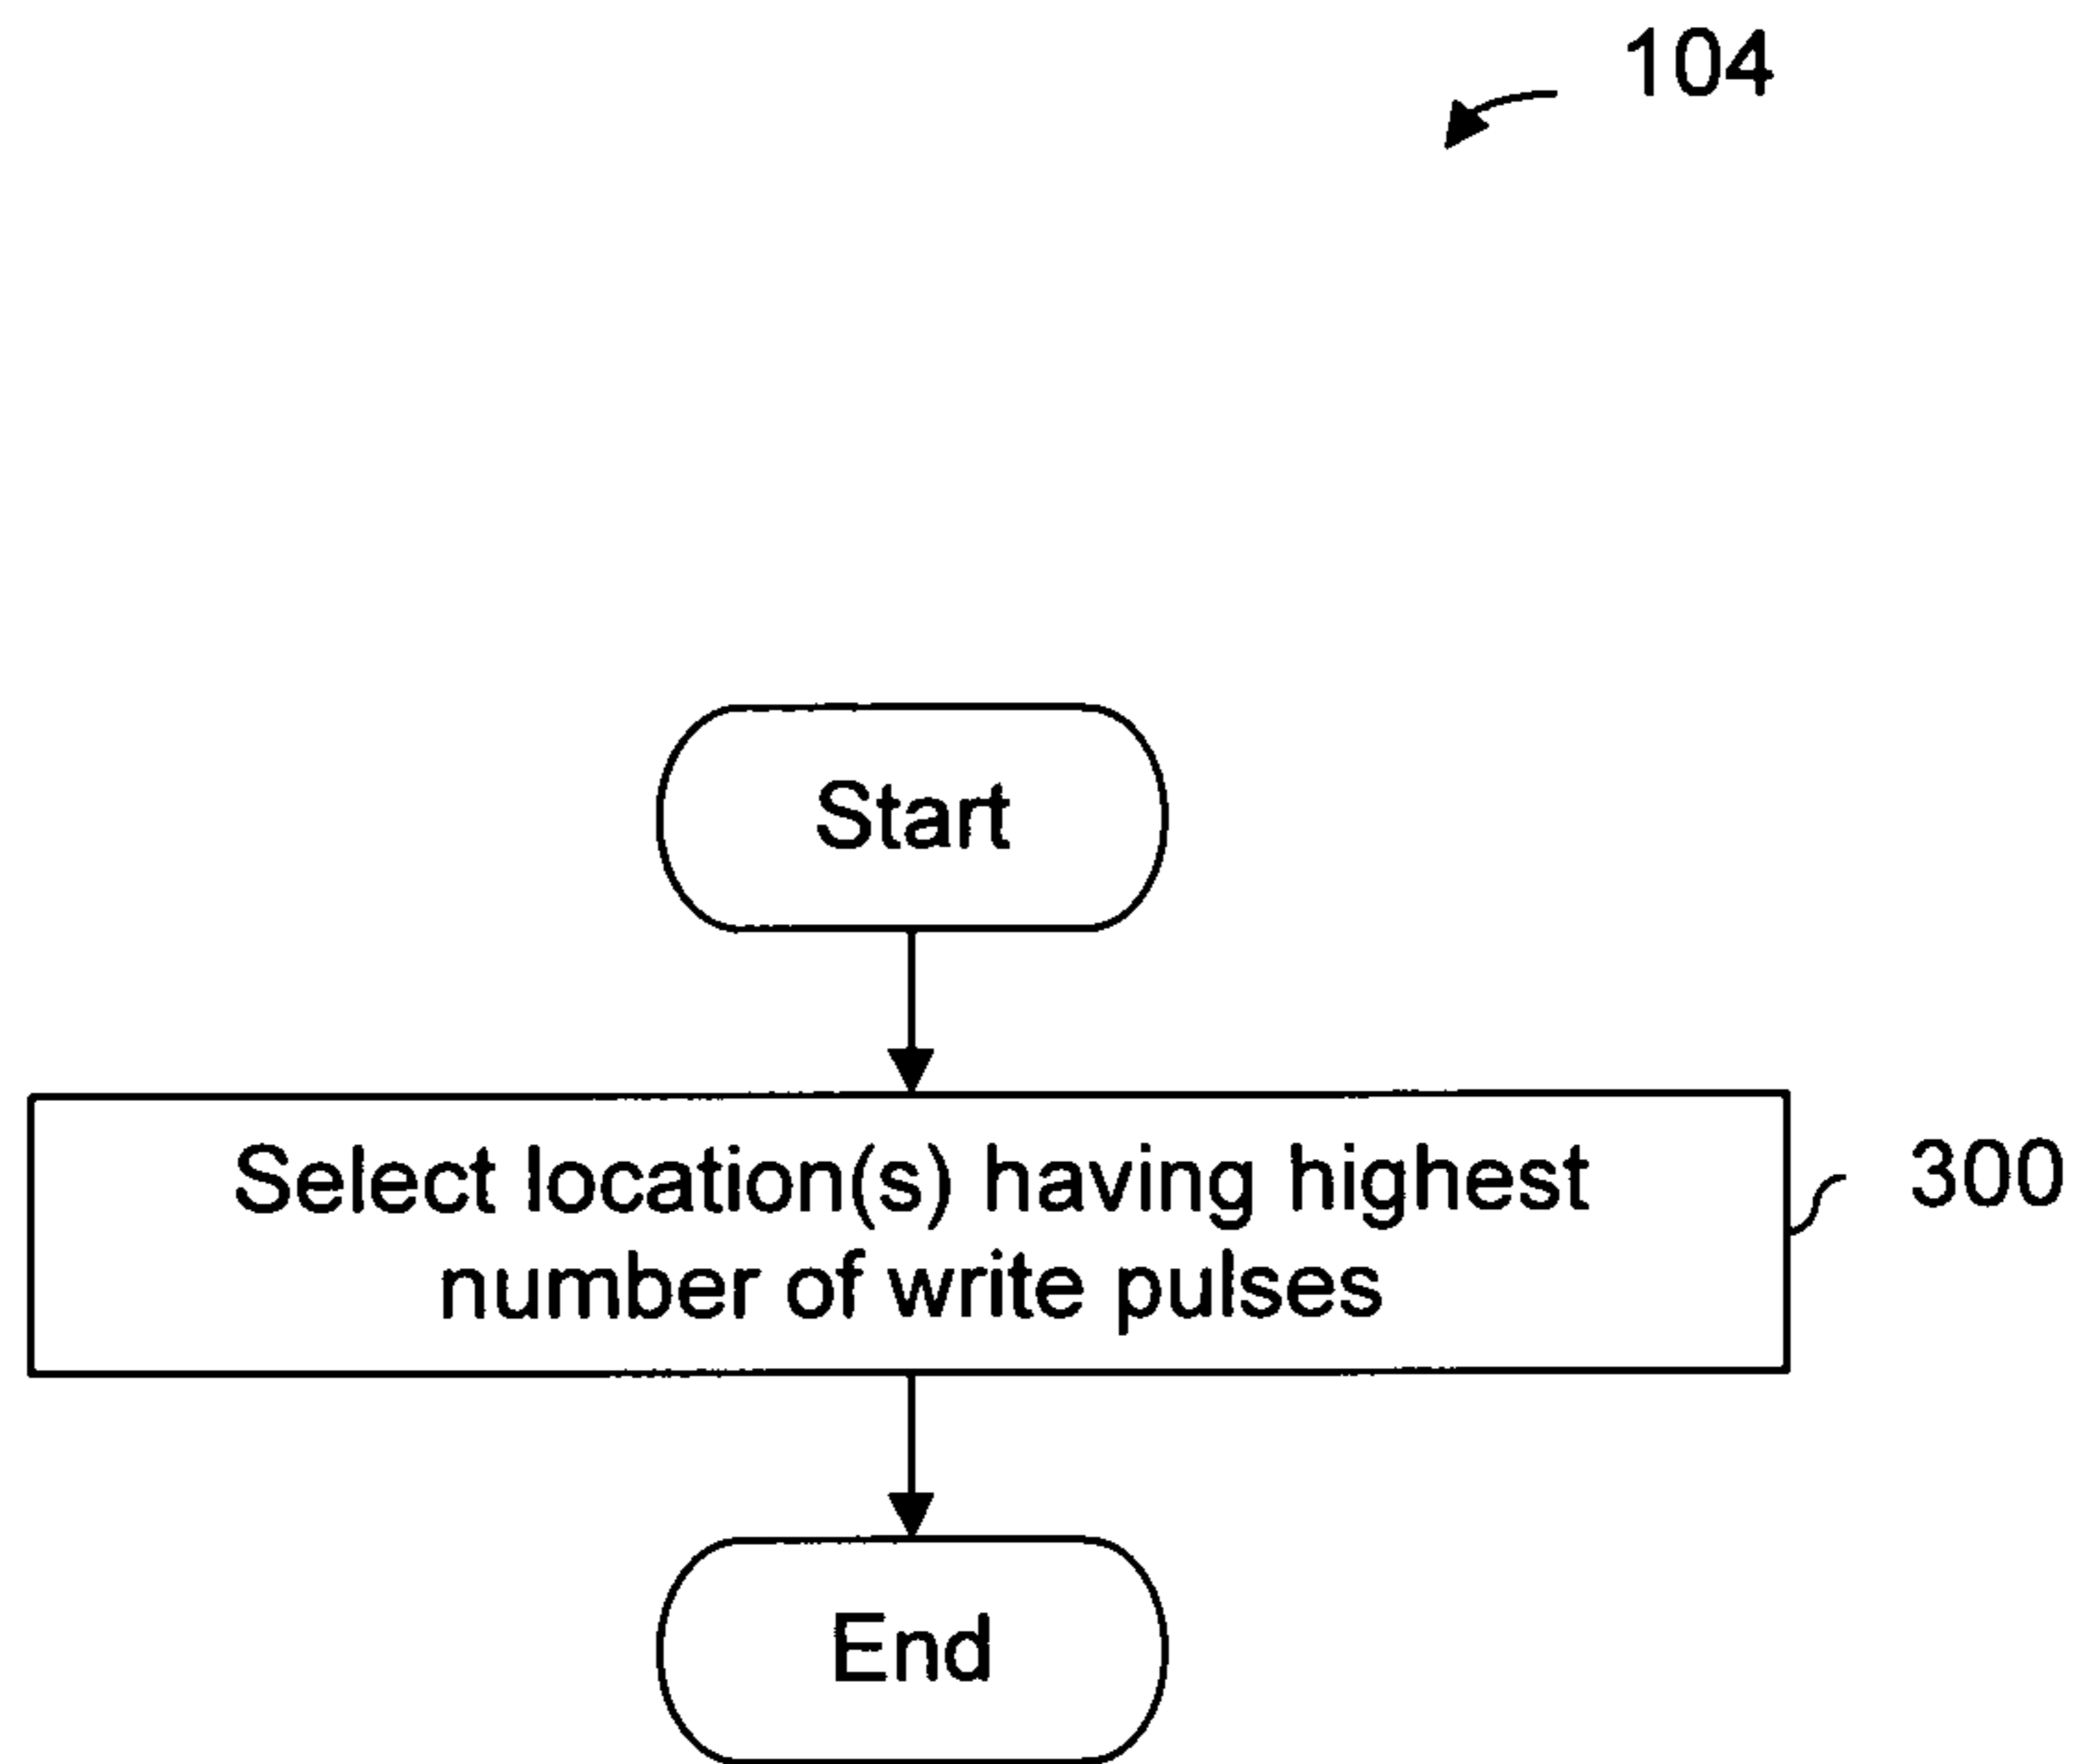 104
Start
Select location(s) having highest
number of write pulses
300
End